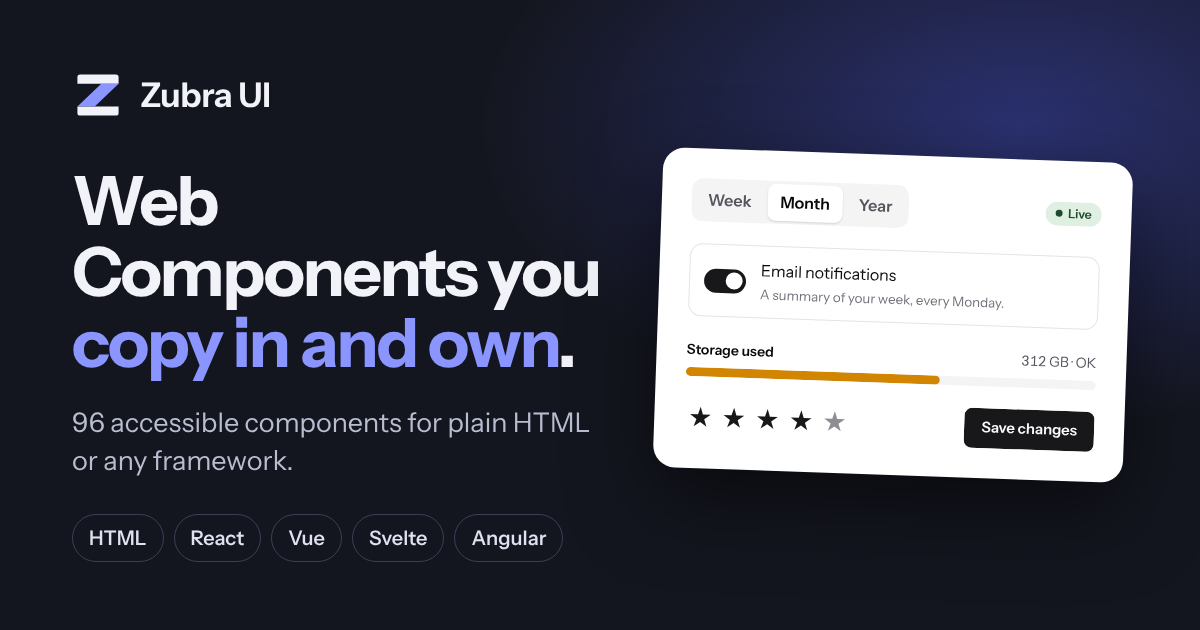 Zubra UI
Web
Components you
copy in and own.
96 accessible components for plain HTML
or any framework.
HTML
React
Vue
Svelte
Angular
Week
Month
Year
Live
Email notifications
A summary of your week, every Monday.
Storage used
312 GB · OK
Save changes